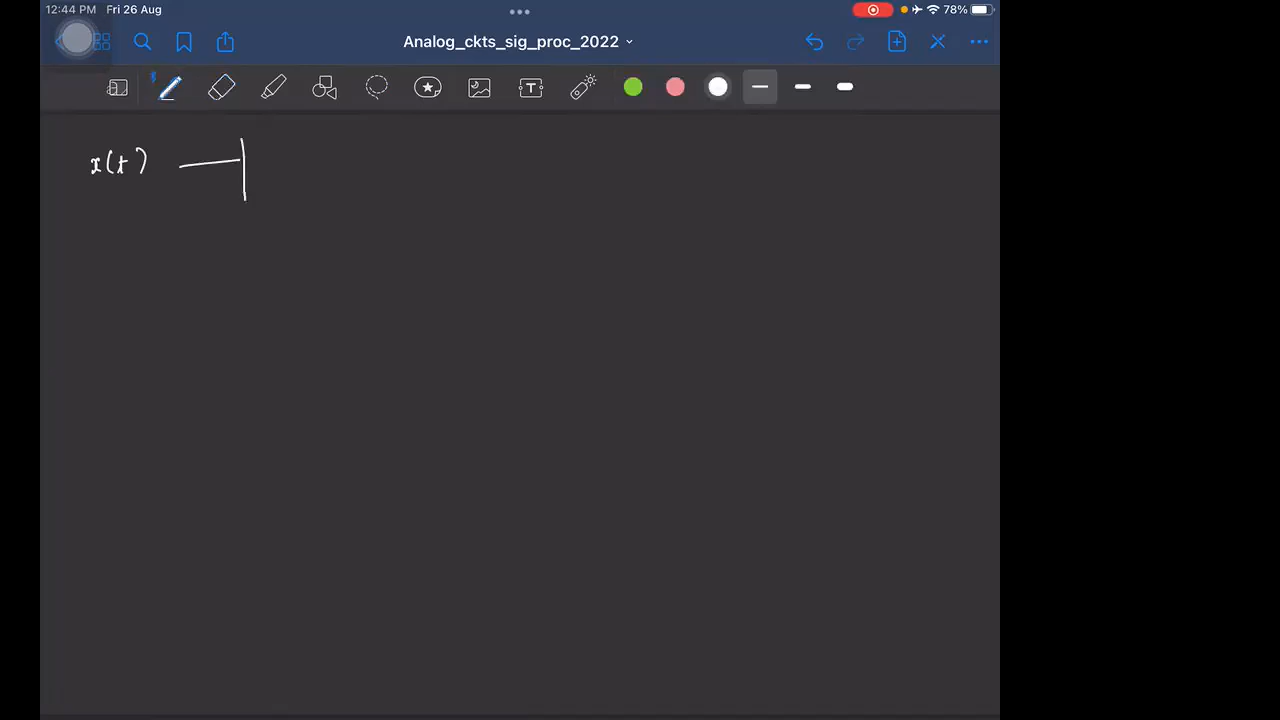 12:44 PM Fri 26 Aug
78%
Analog_ckts_sig_proc_2022
T
x(t)